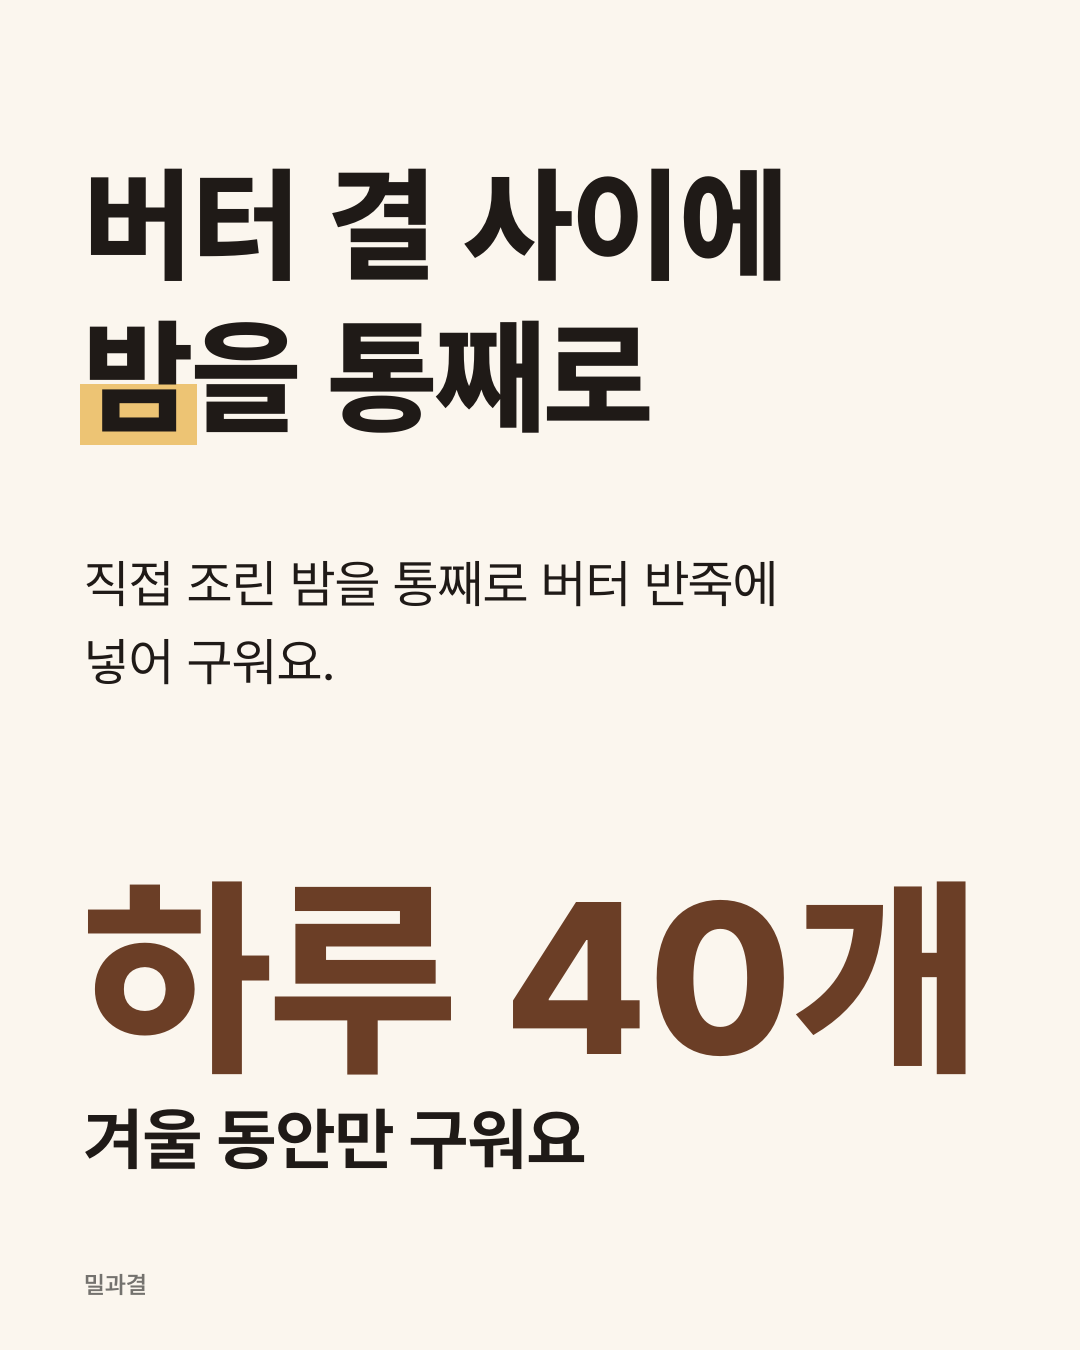 버터 결 사이에
밤을 통째로
직접 조린 밤을 통째로 버터 반죽에
넣어 구워요.
하루 40개
겨울 동안만 구워요
밀과결